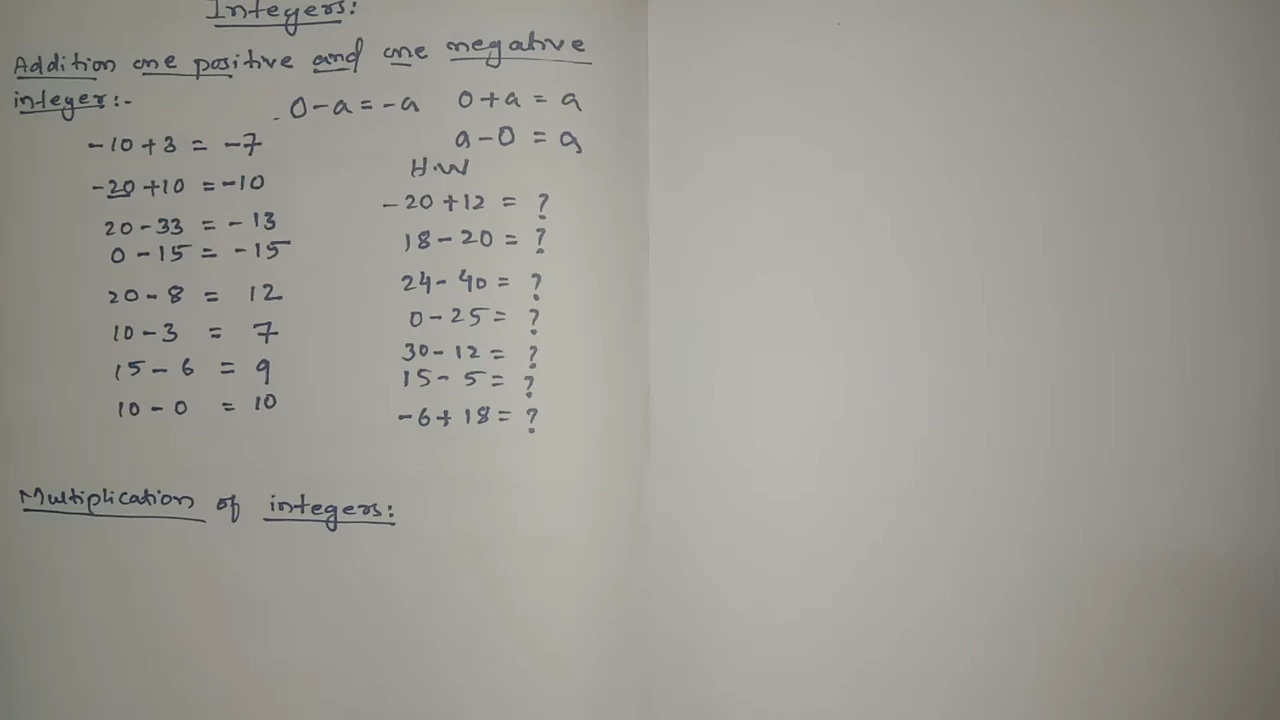 Integers:
Addition one positive and one negative
integer:-
0-a = -a
0+a = a
a-0 = a
-10+3 = -7
-20+10 = -10
20-33 = -13
0-15 = -15
20-8 = 12
10-3 = 7
15-6 = 9
10-0 = 10
H.W
-20+12 = ?
18-20 = ?
24-40 = ?
0-25 = ?
30-12 = ?
15-5 = ?
-6+18 = ?
Multiplication of integers: